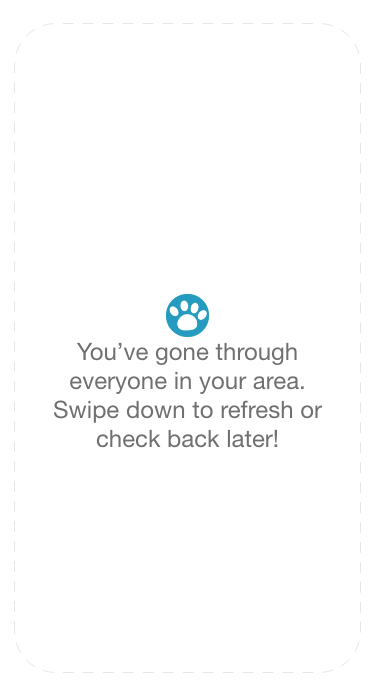 You’ve gone through
everyone in your area.
Swipe down to refresh or
check back later!